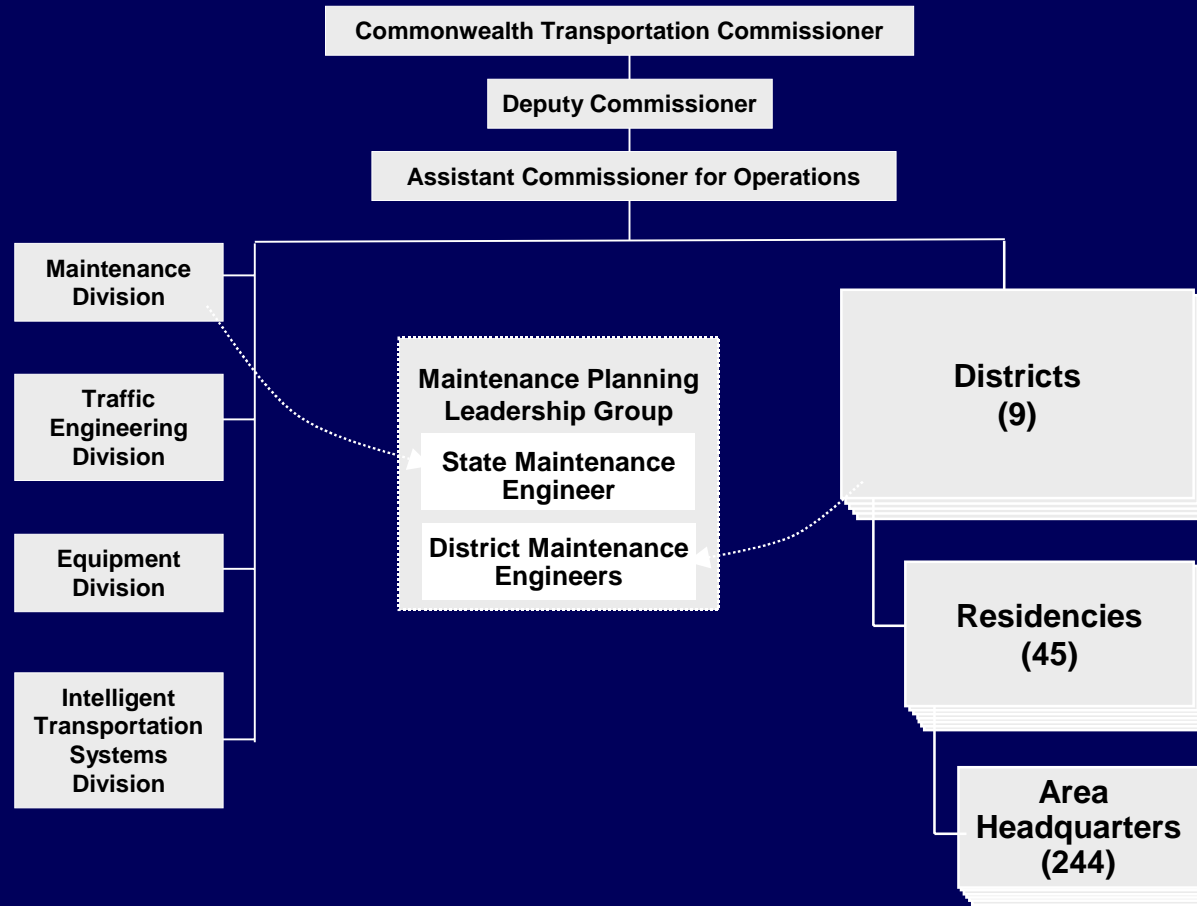 Commonwealth Transportation Commissioner
Deputy Commissioner
Assistant Commissioner for Operations
Maintenance
Division
Traffic
Engineering
Division
Equipment
Division
Intelligent
Transportation
Systems
Division
Maintenance Planning
Leadership Group
State Maintenance
Engineer
District Maintenance
Engineers
Districts
(9)
Residencies
(45)
Area
Headquarters
(244)